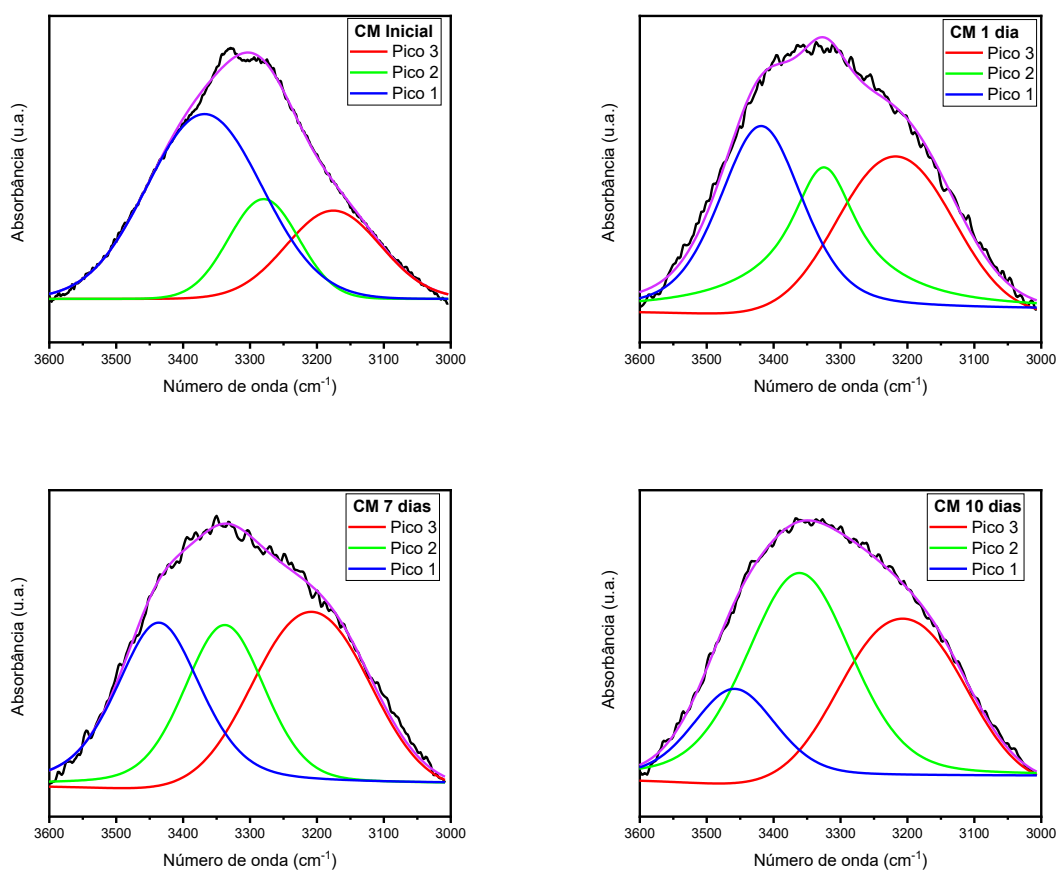 CM Inicial
Pico 3
Pico 2
Pico 1
Absorbância (u.a.)
3600 3500 3400 3300 3200 3100 3000
Número de onda (cm⁻¹)
CM 1 dia
Pico 3
Pico 2
Pico 1
Absorbância (u.a.)
3600 3500 3400 3300 3200 3100 3000
Número de onda (cm⁻¹)
CM 7 dias
Pico 3
Pico 2
Pico 1
Absorbância (u.a.)
3600 3500 3400 3300 3200 3100 3000
Número de onda (cm⁻¹)
CM 10 dias
Pico 3
Pico 2
Pico 1
Absorbância (u.a.)
3600 3500 3400 3300 3200 3100 3000
Número de onda (cm⁻¹)